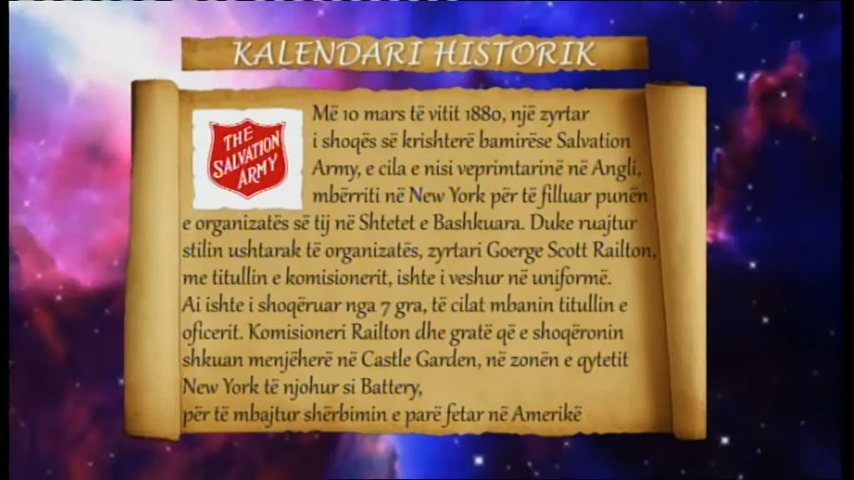 KALENDARI HISTORIK
THE
SALVATION
ARMY
Më 10 mars të vitit 1880, një zyrtar
i shoqës së krishterë bamirëse Salvation
Army, e cila e nisi veprimtarinë në Angli,
mbërriti në New York për të filluar punën
e organizatës së tij në Shtetet e Bashkuara. Duke ruajtur
stilin ushtarak të organizatës, zyrtari Goerge Scott Railton,
me titullin e komisionerit, ishte i veshur në uniformë.
Ai ishte i shoqëruar nga 7 gra, të cilat mbanin titullin e
oficerit. Komisioneri Railton dhe gratë që e shoqëronin
shkuan menjëherë në Castle Garden, në zonën e qytetit
New York të njohur si Battery,
për të mbajtur shërbimin e parë fetar në Amerikë